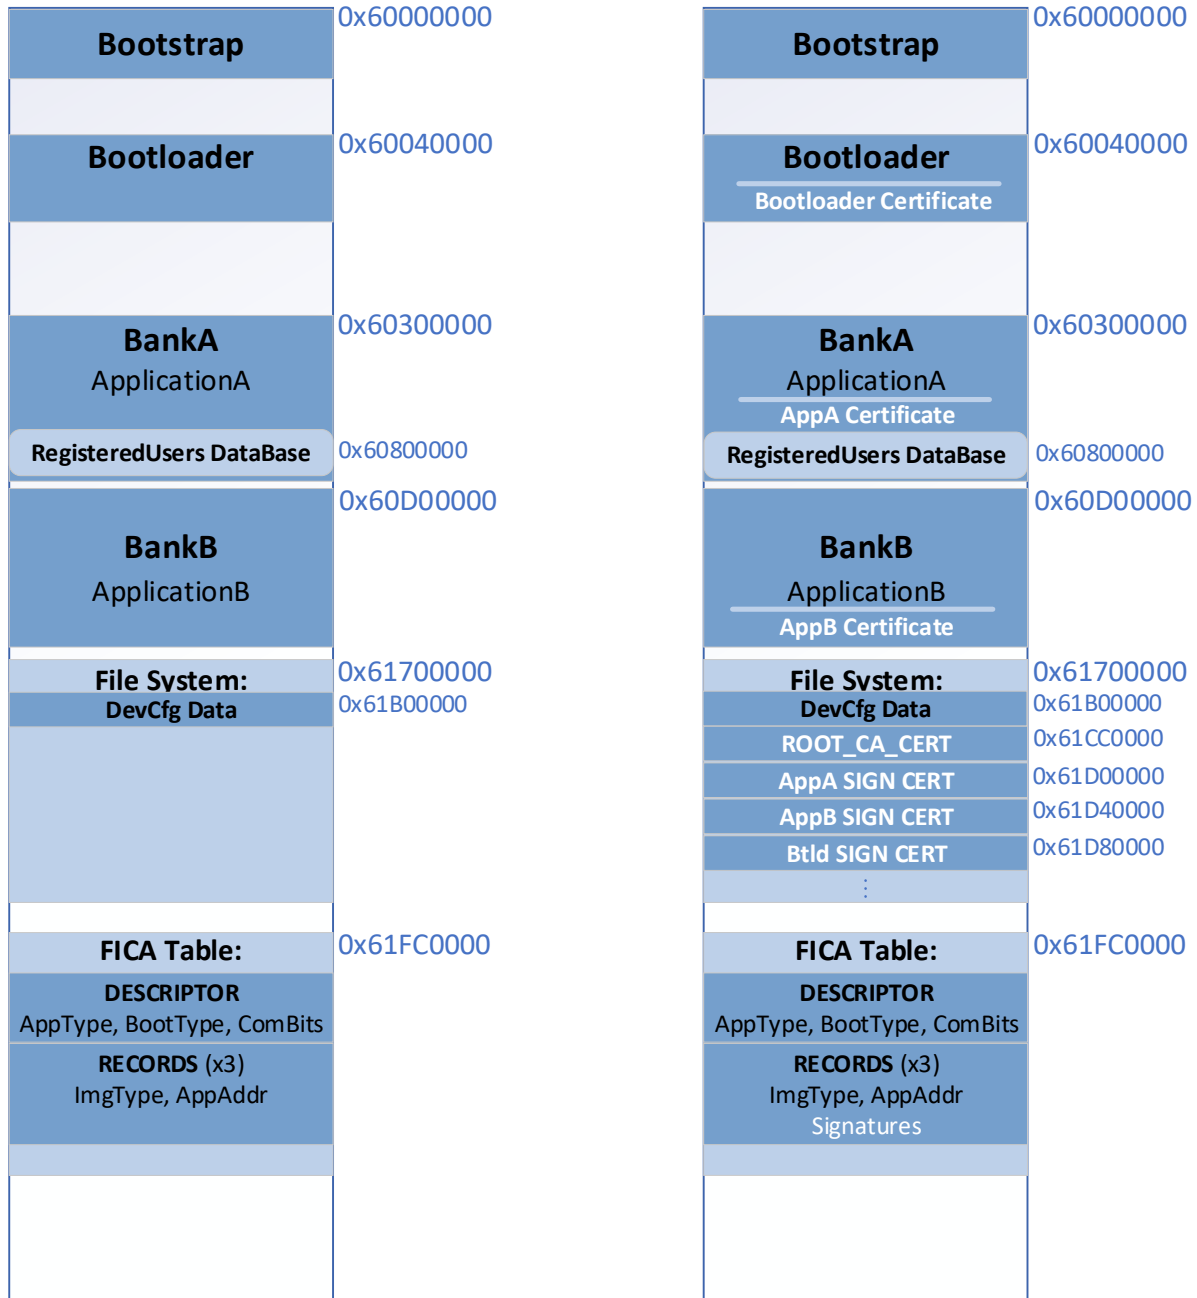 Bootstrap
0x60000000
Bootloader
0x60040000
BankA
0x60300000
ApplicationA
RegisteredUsers DataBase
0x60800000
0x60D00000
BankB
ApplicationB
File System:
0x61700000
DevCfg Data
0x61B00000
FICA Table:
0x61FC0000
DESCRIPTOR
AppType, BootType, ComBits
RECORDS (x3)
ImgType, AppAddr
Bootstrap
0x60000000
Bootloader
0x60040000
Bootloader Certificate
BankA
0x60300000
ApplicationA
AppA Certificate
RegisteredUsers DataBase
0x60800000
0x60D00000
BankB
ApplicationB
AppB Certificate
File System:
0x61700000
DevCfg Data
0x61B00000
ROOT_CA_CERT
0x61CC0000
AppA SIGN CERT
0x61D00000
AppB SIGN CERT
0x61D40000
Btld SIGN CERT
0x61D80000
⋮
FICA Table:
0x61FC0000
DESCRIPTOR
AppType, BootType, ComBits
RECORDS (x3)
ImgType, AppAddr
Signatures